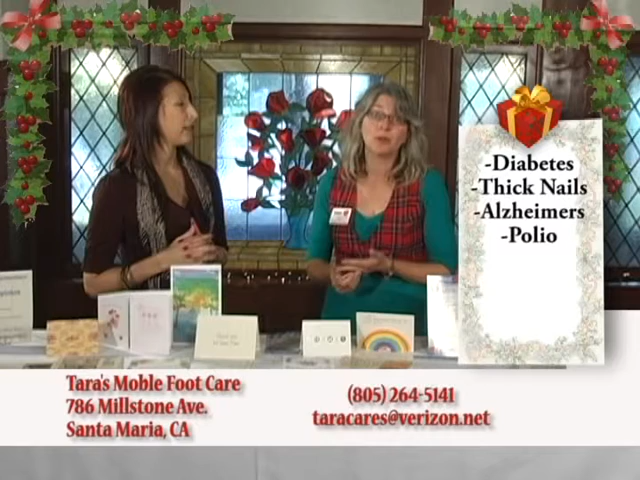 -Diabetes
-Thick Nails
-Alzheimers
-Polio
Tara's Moble Foot Care
786 Millstone Ave.
Santa Maria, CA
(805) 264-5141
taracares@verizon.net